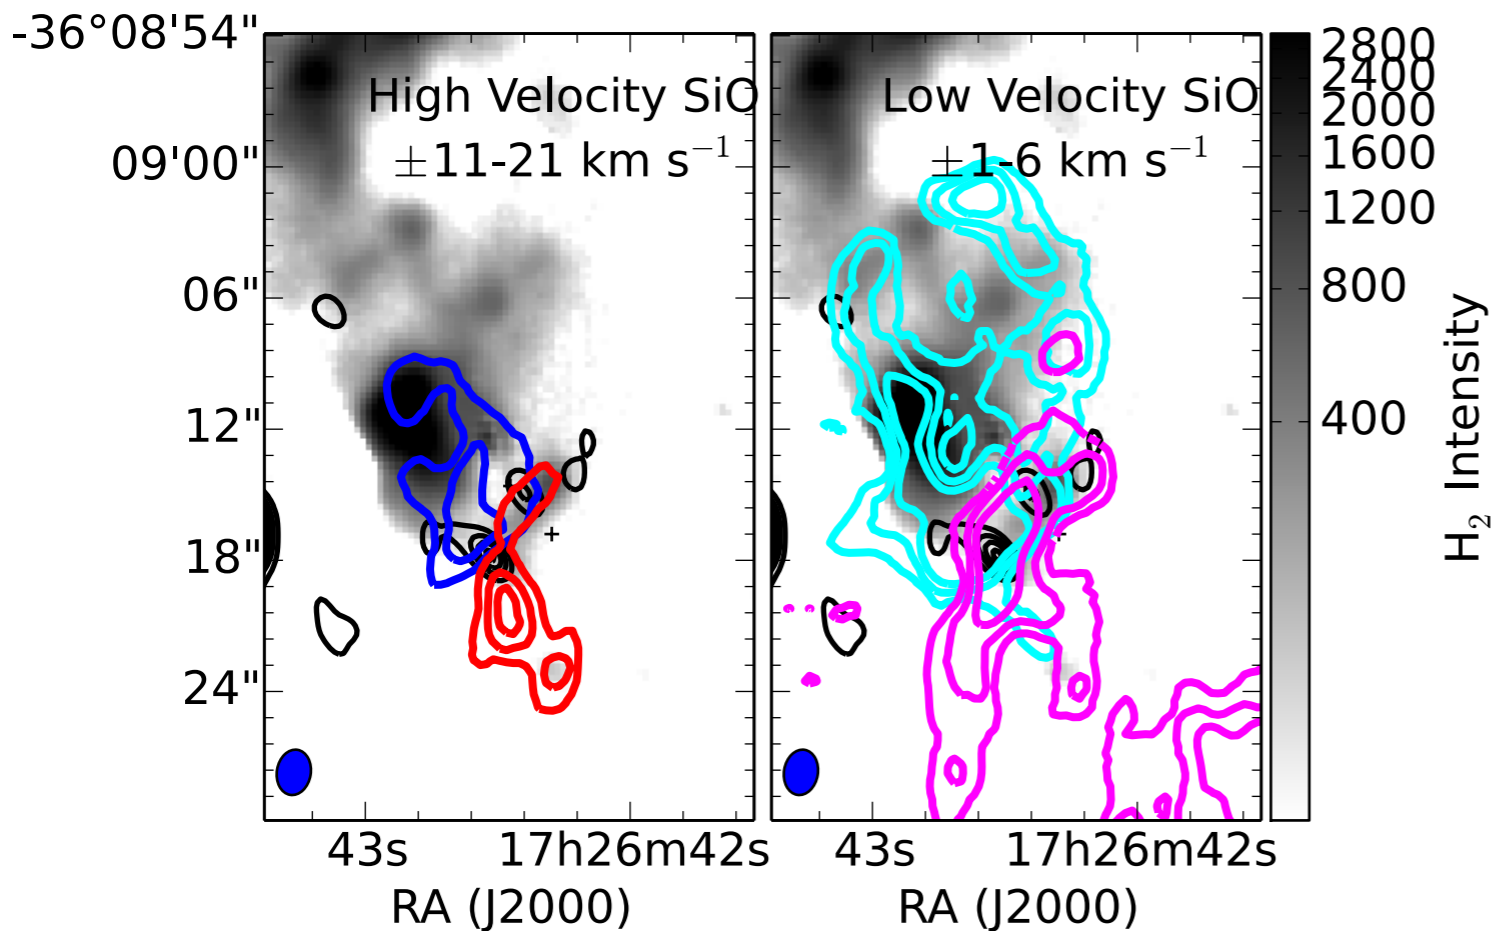 -36°08'54"
09'00"
06"
12"
18"
24"
High Velocity SiO
±11-21 km s⁻¹
43s
17h26m42s
RA (J2000)
Low Velocity SiO
±1-6 km s⁻¹
43s
17h26m42s
RA (J2000)
2800
2400
2000
1600
1200
800
400
H₂ Intensity